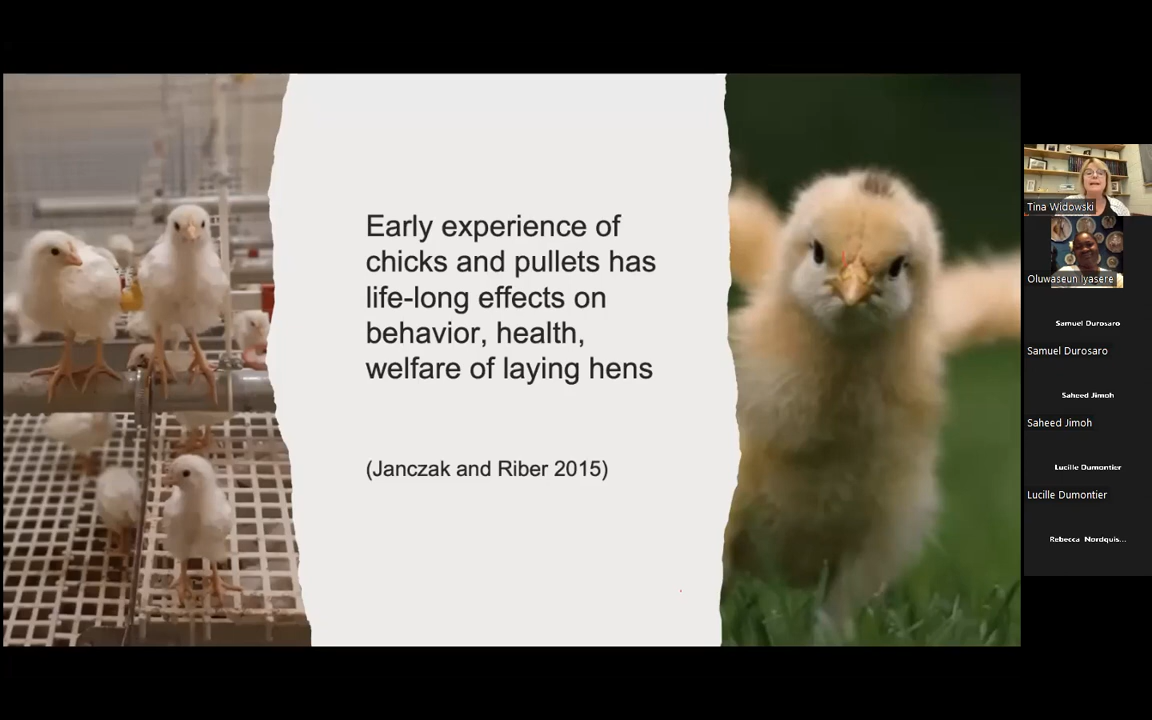 Early experience of
chicks and pullets has
life-long effects on
behavior, health,
welfare of laying hens
(Janczak and Riber 2015)
Tina Widowski
Oluwaseun Iyasere
Samuel Durosaro
Samuel Durosaro
Saheed Jimoh
Saheed Jimoh
Lucille Dumontier
Lucille Dumontier
Rebecca Nordquis...